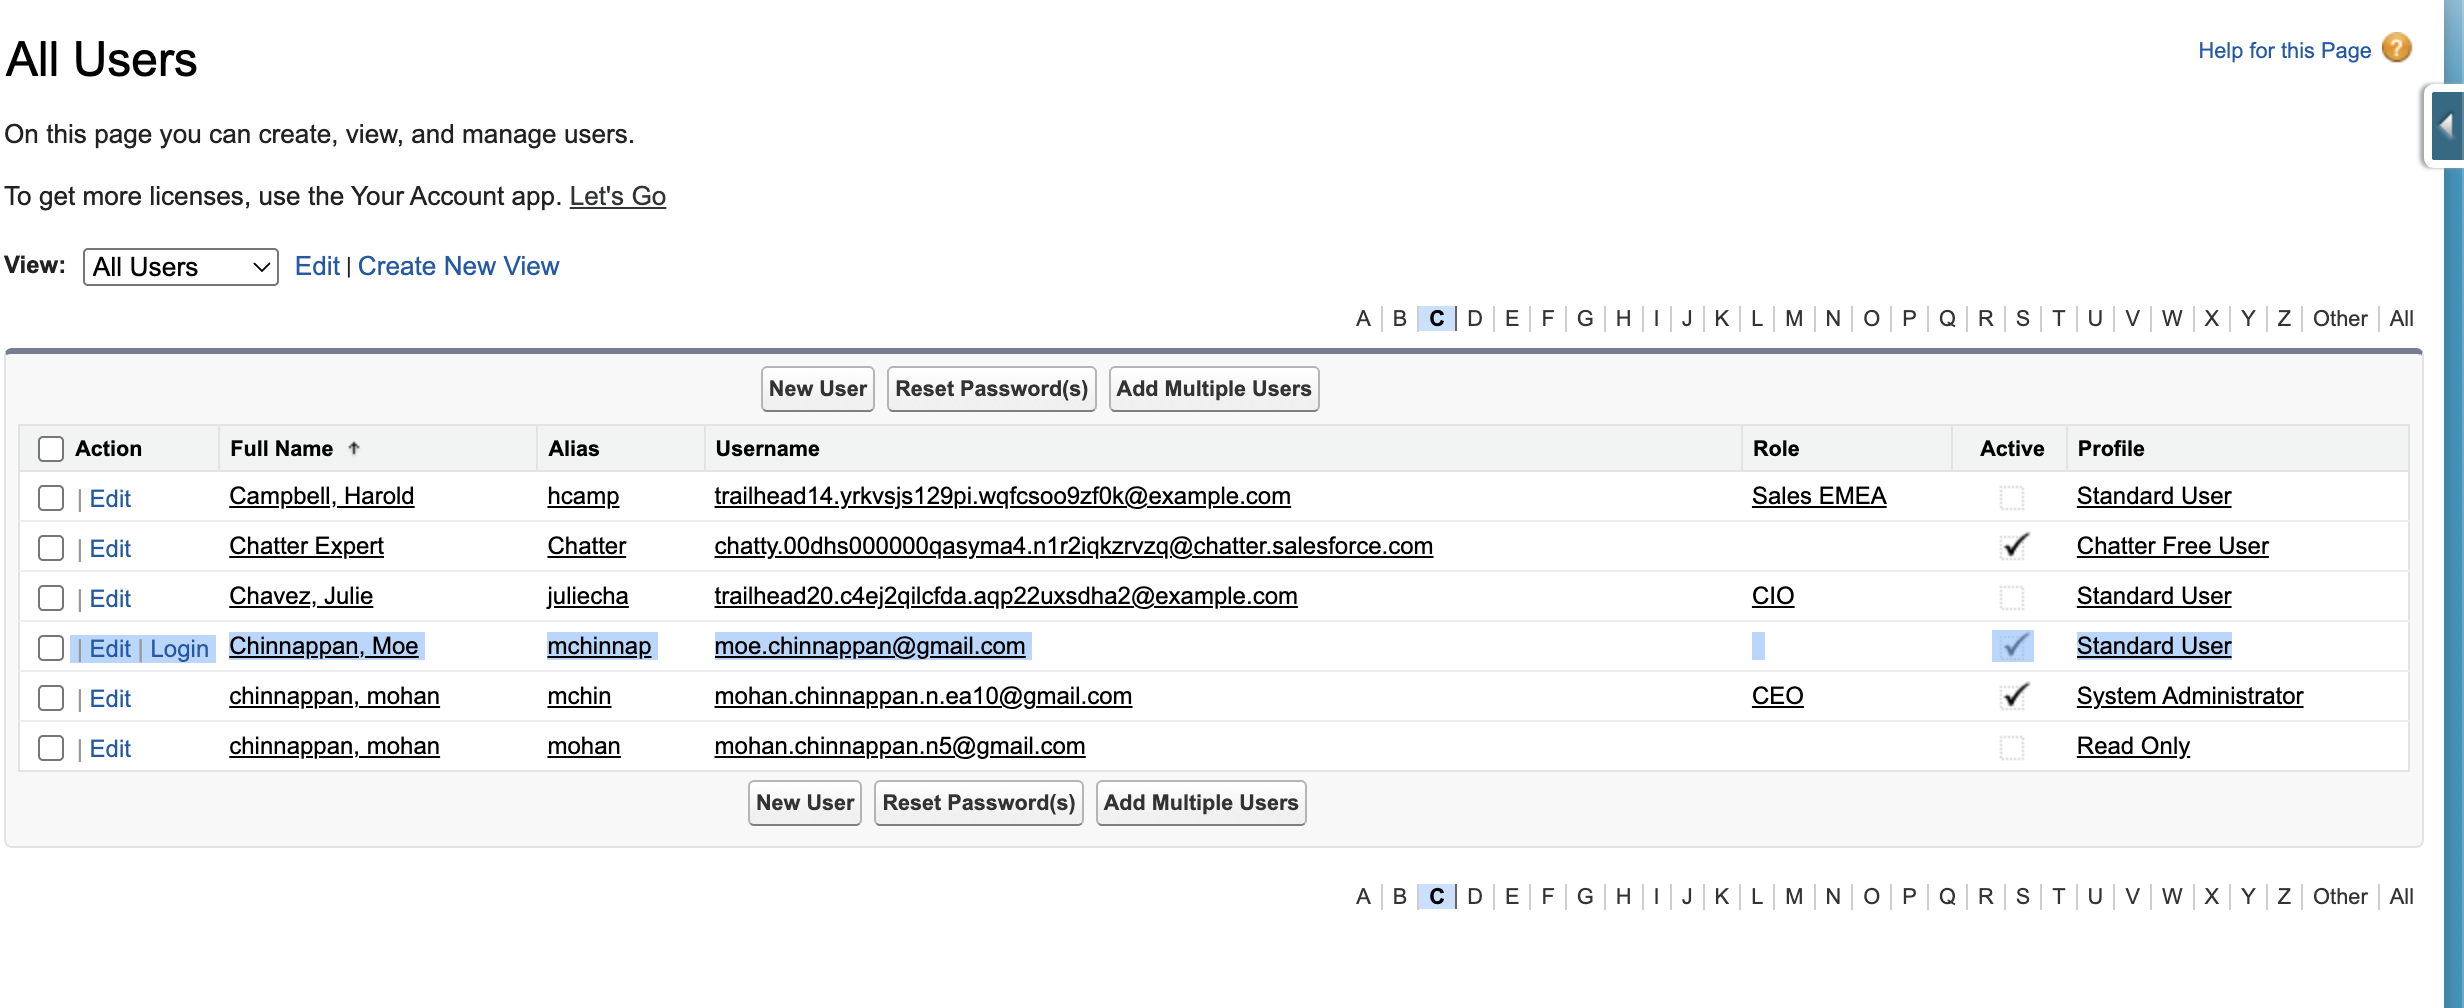 All Users
Help for this Page ?
On this page you can create, view, and manage users.
To get more licenses, use the Your Account app. Let's Go
View: All Users Edit | Create New View
A | B | C | D | E | F | G | H | I | J | K | L | M | N | O | P | Q | R | S | T | U | V | W | X | Y | Z | Other | All
New User Reset Password(s) Add Multiple Users
Action Full Name ↑ Alias Username Role Active Profile
| Edit Campbell, Harold hcamp trailhead14.yrkvsjs129pi.wqfcsoo9zf0k@example.com Sales EMEA Standard User
| Edit Chatter Expert Chatter chatty.00dhs000000qasyma4.n1r2iqkzrvzq@chatter.salesforce.com ✓ Chatter Free User
| Edit Chavez, Julie juliecha trailhead20.c4ej2qilcfda.aqp22uxsdha2@example.com CIO Standard User
| Edit | Login Chinnappan, Moe mchinnap moe.chinnappan@gmail.com ✓ Standard User
| Edit chinnappan, mohan mchin mohan.chinnappan.n.ea10@gmail.com CEO ✓ System Administrator
| Edit chinnappan, mohan mohan mohan.chinnappan.n5@gmail.com Read Only
New User Reset Password(s) Add Multiple Users
A | B | C | D | E | F | G | H | I | J | K | L | M | N | O | P | Q | R | S | T | U | V | W | X | Y | Z | Other | All